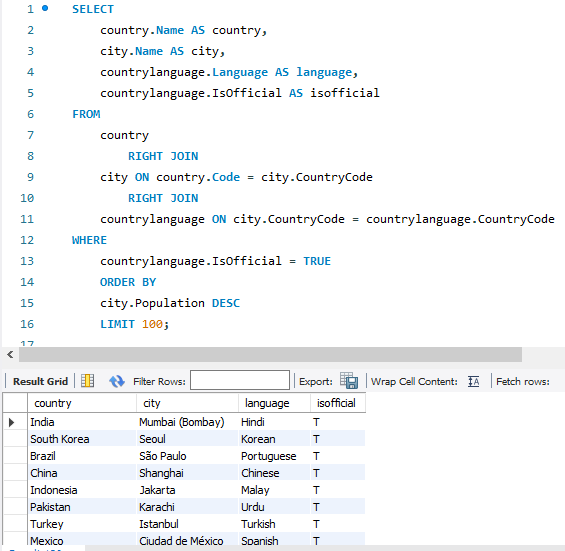 1 SELECT
2 country.Name AS country,
3 city.Name AS city,
4 countrylanguage.Language AS language,
5 countrylanguage.IsOfficial AS isofficial
6 FROM
7 country
8 RIGHT JOIN
9 city ON country.Code = city.CountryCode
10 RIGHT JOIN
11 countrylanguage ON city.CountryCode = countrylanguage.CountryCode
12 WHERE
13 countrylanguage.IsOfficial = TRUE
14 ORDER BY
15 city.Population DESC
16 LIMIT 100;
17
Result Grid Filter Rows: Export: Wrap Cell Content: IA Fetch rows:
country city language isofficial
India Mumbai (Bombay) Hindi T
South Korea Seoul Korean T
Brazil São Paulo Portuguese T
China Shanghai Chinese T
Indonesia Jakarta Malay T
Pakistan Karachi Urdu T
Turkey Istanbul Turkish T
Mexico Ciudad de México Spanish T